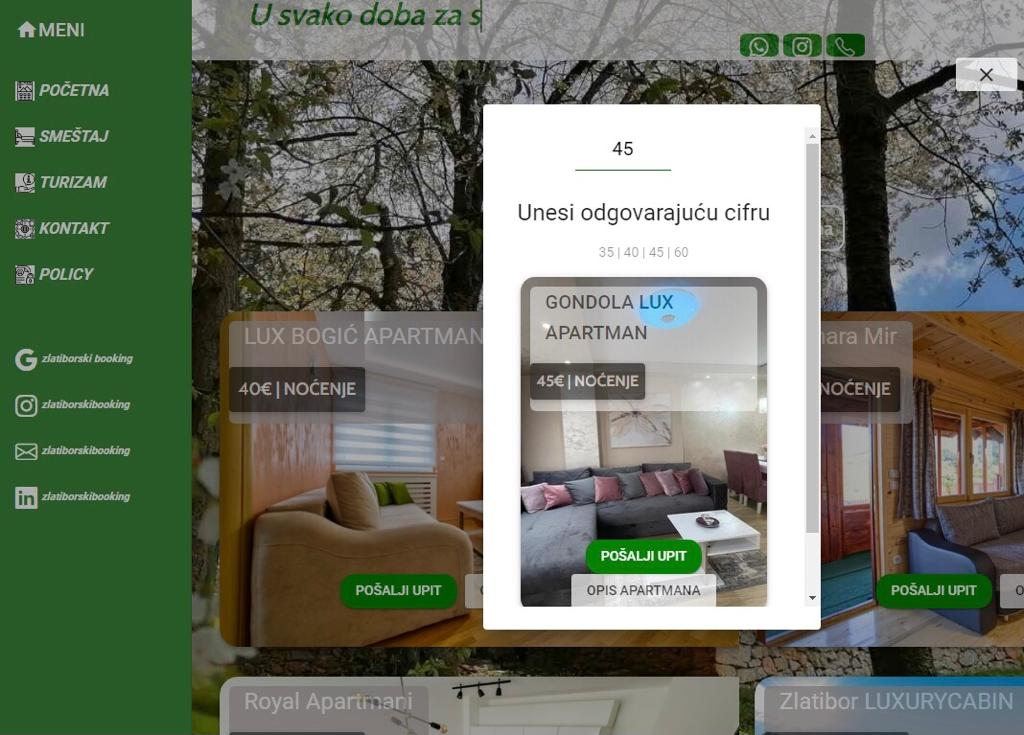 MENI
POČETNA
SMEŠTAJ
TURIZAM
KONTAKT
POLICY
zlatiborski booking
zlatiborskibooking
zlatiborskibooking
zlatiborskibooking
U svako doba za s
45
Unesi odgovarajuću cifru
35 | 40 | 45 | 60
GONDOLA LUX
APARTMAN
45€ | NOĆENJE
POŠALJI UPIT
OPIS APARTMANA
LUX BOGIĆ APARTMAN
40€ | NOĆENJE
POŠALJI UPIT
Mir
NOĆENJE
POŠALJI UPIT
Royal Apartmani
Zlatibor LUXURYCABIN